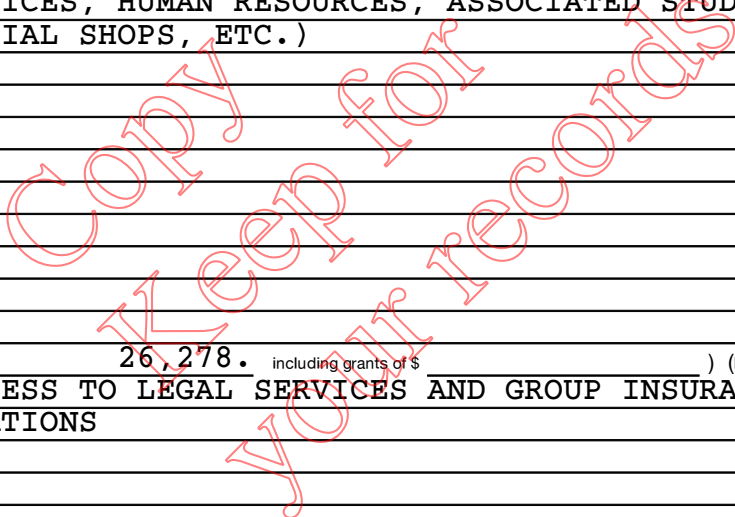 ICES, HUMAN RESOURCES, ASSOCIATED STUD
IAL SHOPS, ETC.)
Copy
Keep for
your records
26,278. including grants of $ ) (
ESS TO LEGAL SERVICES AND GROUP INSURA
TIONS